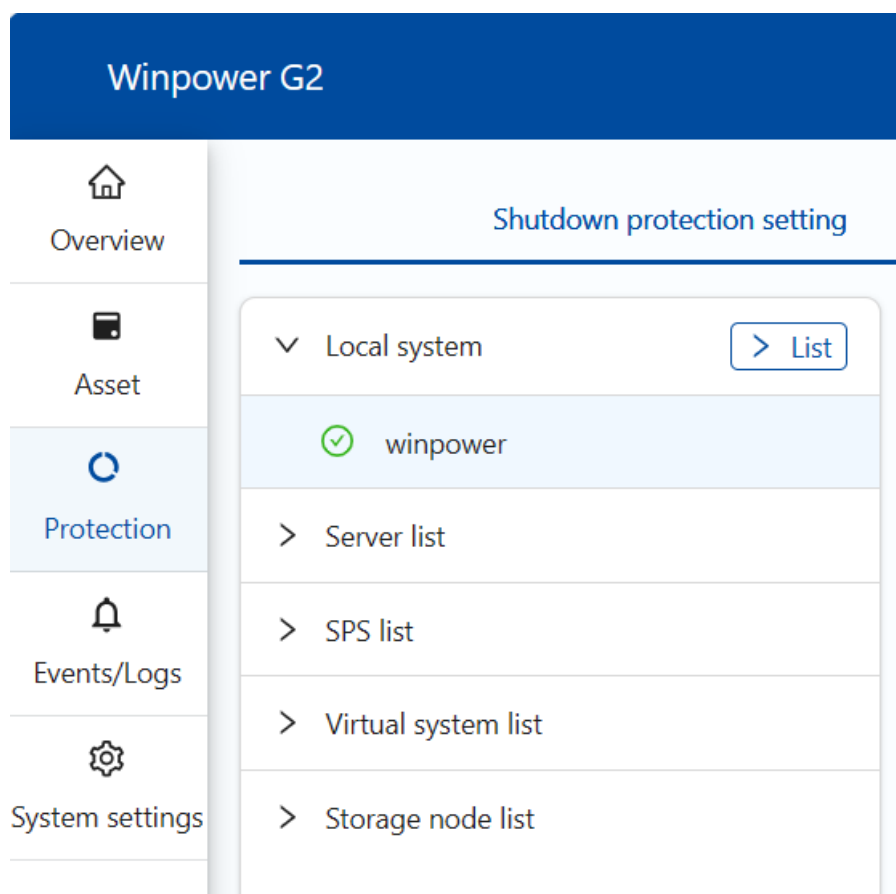 Winpower G2
Overview
Asset
Protection
Events/Logs
System settings
Shutdown protection setting
Local system
List
winpower
Server list
SPS list
Virtual system list
Storage node list